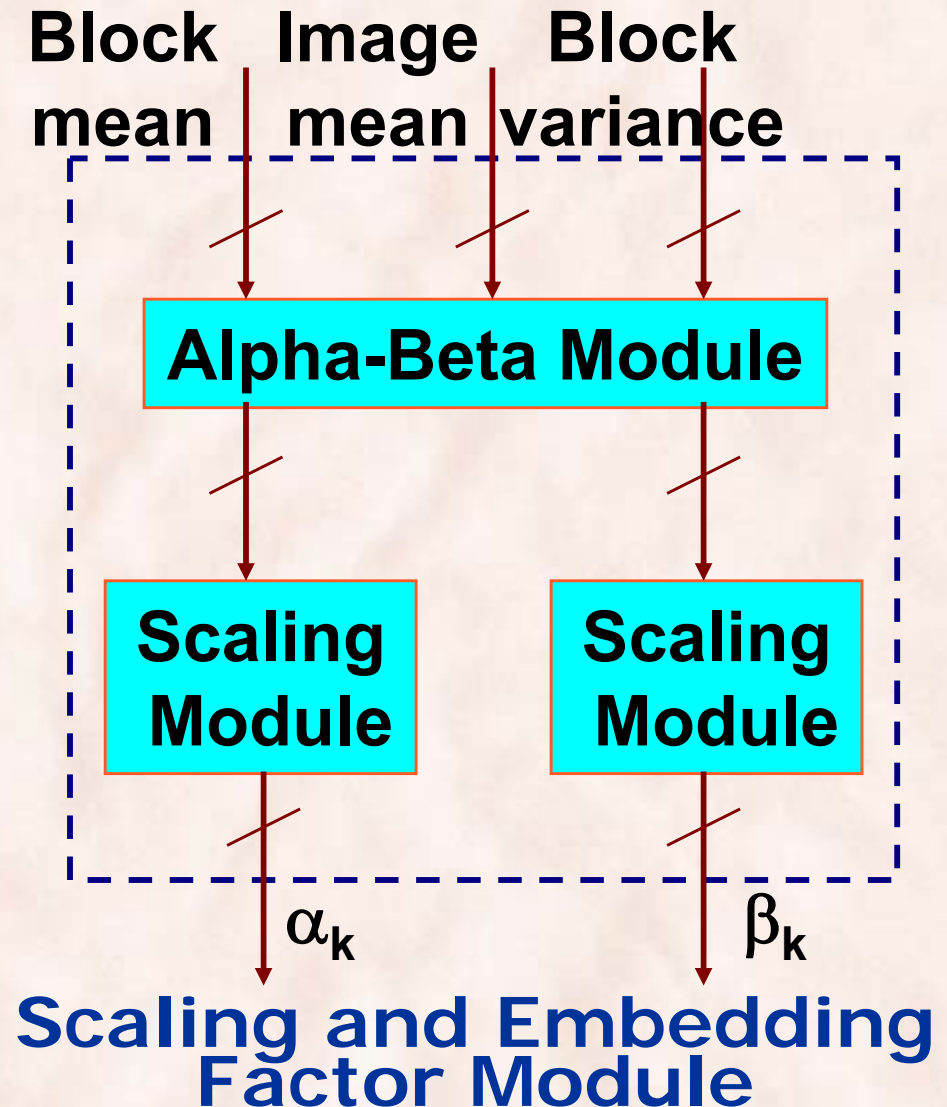 Block Image Block
mean mean variance
Alpha-Beta Module
Scaling
Module
Scaling
Module
αk
βk
Scaling and Embedding
Factor Module